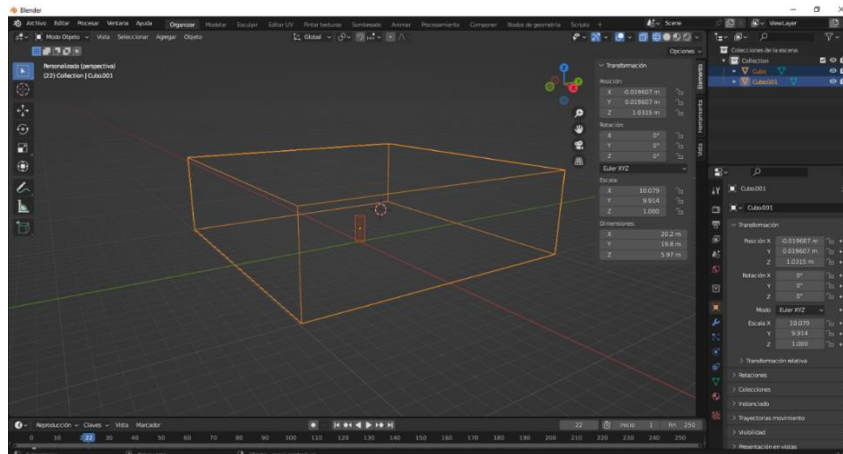 Blender
Archivo Editar Procesar Ventana Ayuda Organizar Modelar Esculpir Editar UV Pintar texturas Sombreado Animar Procesamiento Componer Nodos de geometría Scripts + Scene ViewLayer
Modo Objeto Vista Seleccionar Agregar Objeto Global
Opciones
Personalizada (perspectiva)
(22) Collection | Cubo.001
Transformación
Posición:
X -0.019607 m
Y 0.019607 m
Z 1.0315 m
Rotación:
X 0°
Y 0°
Z 0°
Euler XYZ
Escala:
X 10.079
Y 9.914
Z 1.000
Dimensiones:
X 20.2 m
Y 19.8 m
Z 5.97 m
Elemento
Herramienta
Vista
Colecciones de la escena
Collection
Cubo
Cubo.001
Cubo.001
Cubo.001
Transformación
Posición X -0.019607 m
Y 0.019607 m
Z 1.0315 m
Rotación X 0°
Y 0°
Z 0°
Modo Euler XYZ
Escala X 10.079
Y 9.914
Z 1.000
Transformación relativa
Relaciones
Colecciones
Instanciado
Trayectorias movimiento
Visibilidad
Presentación en vistas
Reproducción Claves Vista Marcador 22 Inicio 1 Fin 250
0 10 22 30 40 50 60 70 80 90 100 110 120 130 140 150 160 170 180 190 200 210 220 230 240 250